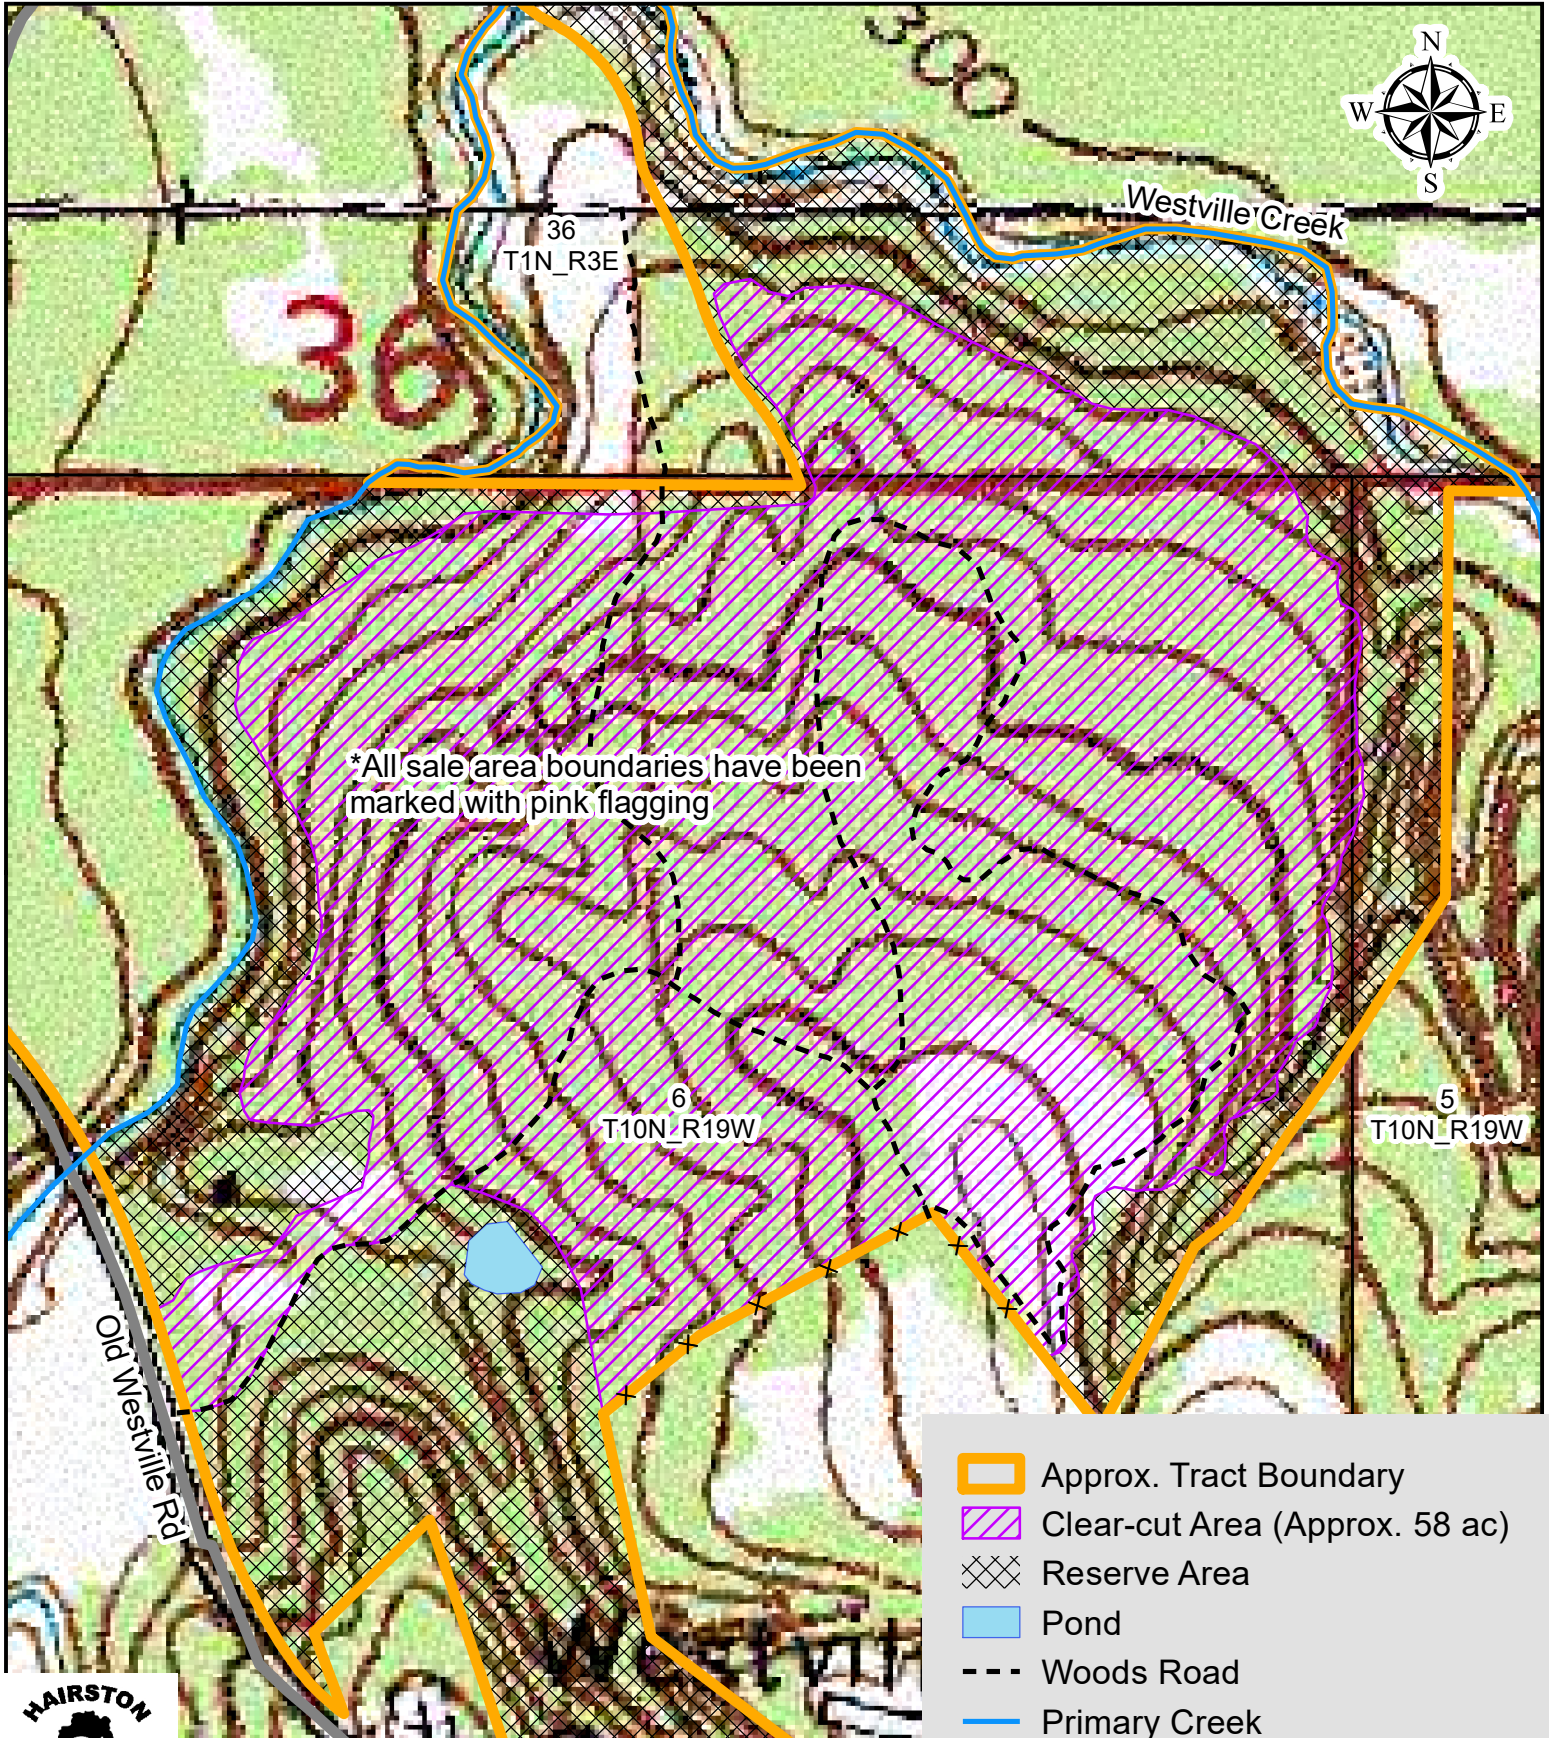 300
N
W
E
S
Westville Creek
36
T1N_R3E
36
*All sale area boundaries have been
marked with pink flagging
6
T10N_R19W
5
T10N_R19W
Old Westville Rd
Approx. Tract Boundary
Clear-cut Area (Approx. 58 ac)
Reserve Area
Pond
Woods Road
Primary Creek
HAIRSTON